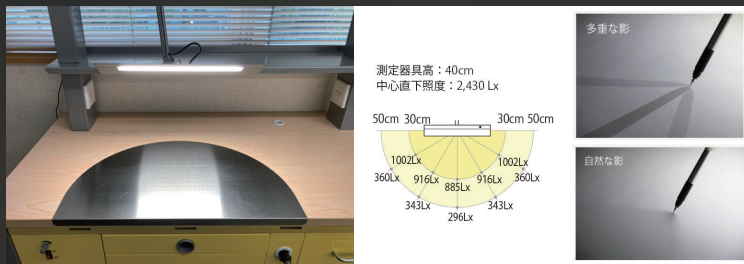 測定器具高：40cm
中心直下照度：2,430 Lx
50cm 30cm 30cm 50cm
1002Lx 1002Lx
360Lx 916Lx 916Lx 360Lx
885Lx
343Lx 343Lx
296Lx
多重な影
自然な影